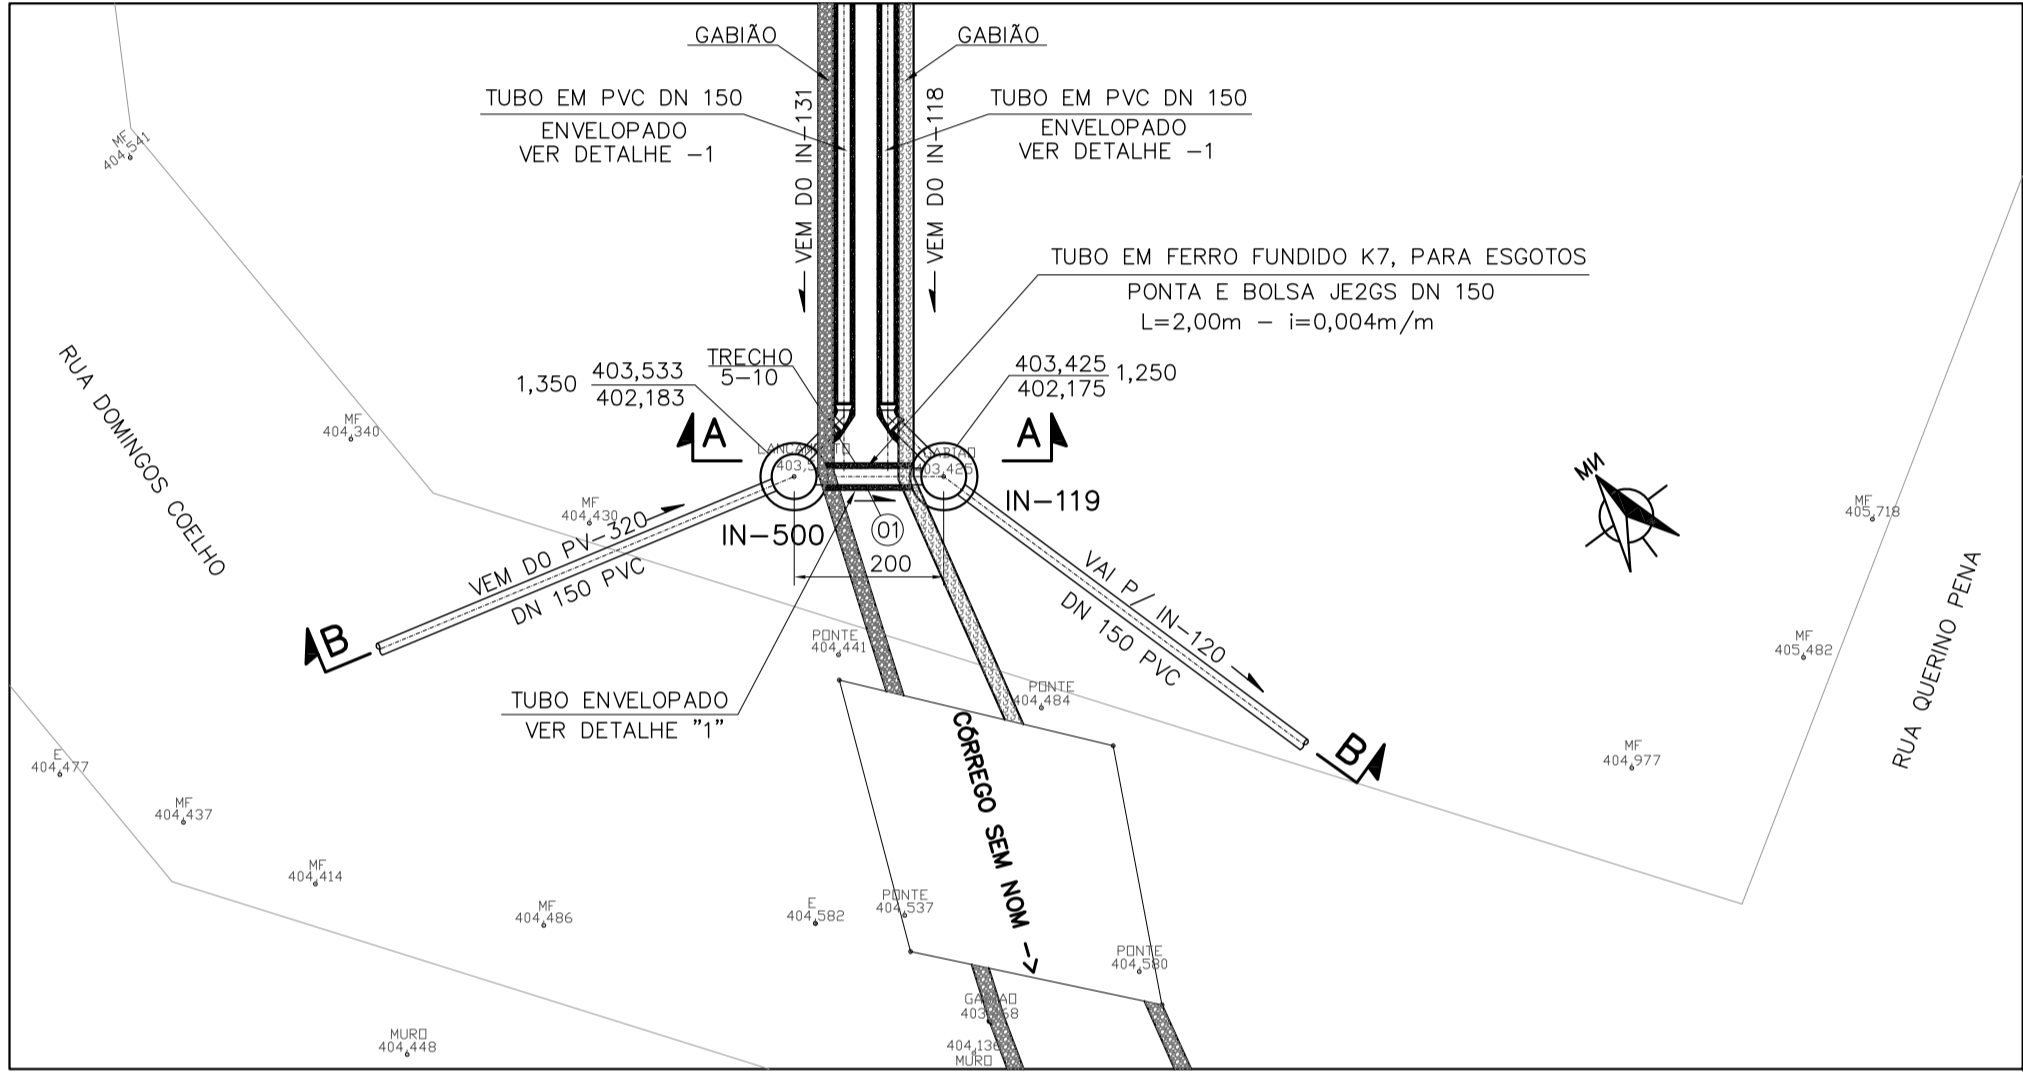 GABIÃO
GABIÃO
TUBO EM PVC DN 150
ENVELOPADO
VER DETALHE -1
VEM DO IN-131
VEM DO IN-118
TUBO EM PVC DN 150
ENVELOPADO
VER DETALHE -1
MF
404,541
TUBO EM FERRO FUNDIDO K7, PARA ESGOTOS
PONTA E BOLSA JE2GS DN 150
L=2,00m - i=0,004m/m
RUA DOMINGOS COELHO
1,350
403,533
402,183
TRECHO
5-10
403,425
402,175
1,250
MF
404,340
A
A
403,425
IN-500
IN-119
01
200
MF
404,430
VEM DO PV-320
DN 150 PVC
B
VAI P/ IN-120
DN 150 PVC
B
MF
405,718
MF
405,482
MF
404,977
RUA QUERINO PENA
PONTE
404,441
PONTE
404,484
TUBO ENVELOPADO
VER DETALHE "1"
CÓRREGO SEM NOM ->
E
404,477
MF
404,437
MF
404,414
MF
404,486
E
404,582
PONTE
404,537
PONTE
404,580
MURO
404,448
MURO